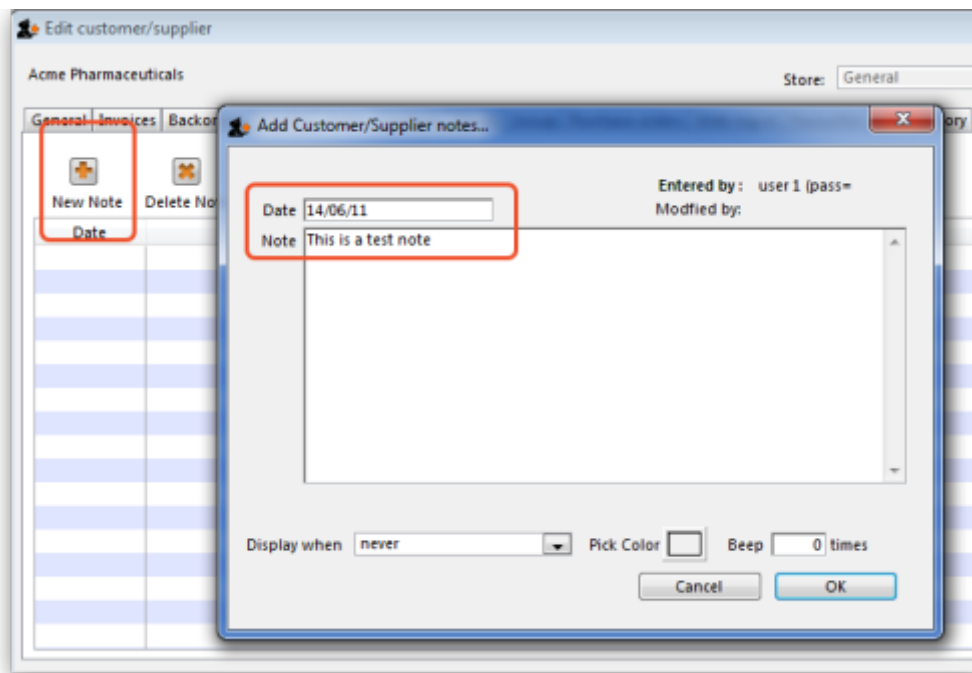 Edit customer/supplier
Acme Pharmaceuticals
Store: General
General Invoices Backor
ory
New Note Delete No
Date
Add Customer/Supplier notes...
Entered by: user 1 (pass=
Modfied by:
Date 14/06/11
Note This is a test note
Display when never Pick Color Beep 0 times
Cancel OK